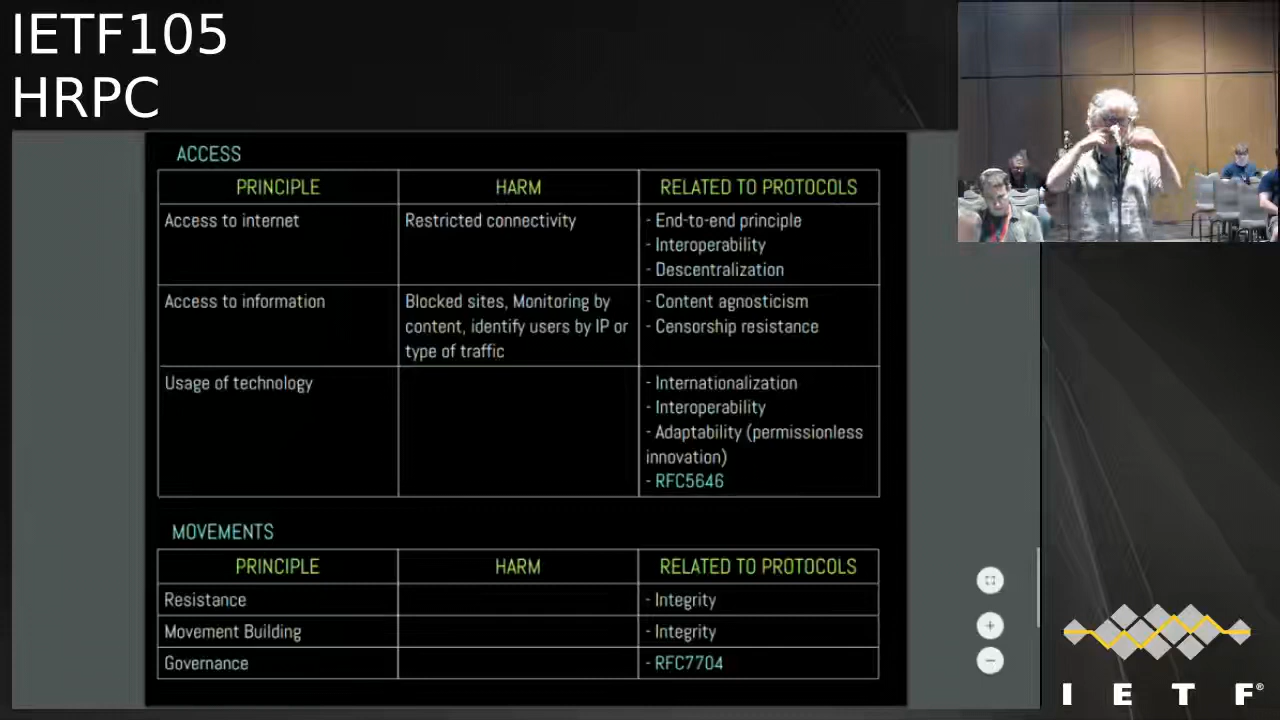 IETF105
HRPC
ACCESS
PRINCIPLE HARM RELATED TO PROTOCOLS
Access to internet Restricted connectivity - End-to-end principle
- Interoperability
- Descentralization
Access to information Blocked sites, Monitoring by - Content agnosticism
content, identify users by IP or - Censorship resistance
type of traffic
Usage of technology - Internationalization
- Interoperability
- Adaptability (permissionless
innovation)
- RFC5646
MOVEMENTS
PRINCIPLE HARM RELATED TO PROTOCOLS
Resistance - Integrity
Movement Building - Integrity
Governance - RFC7704
I E T F®